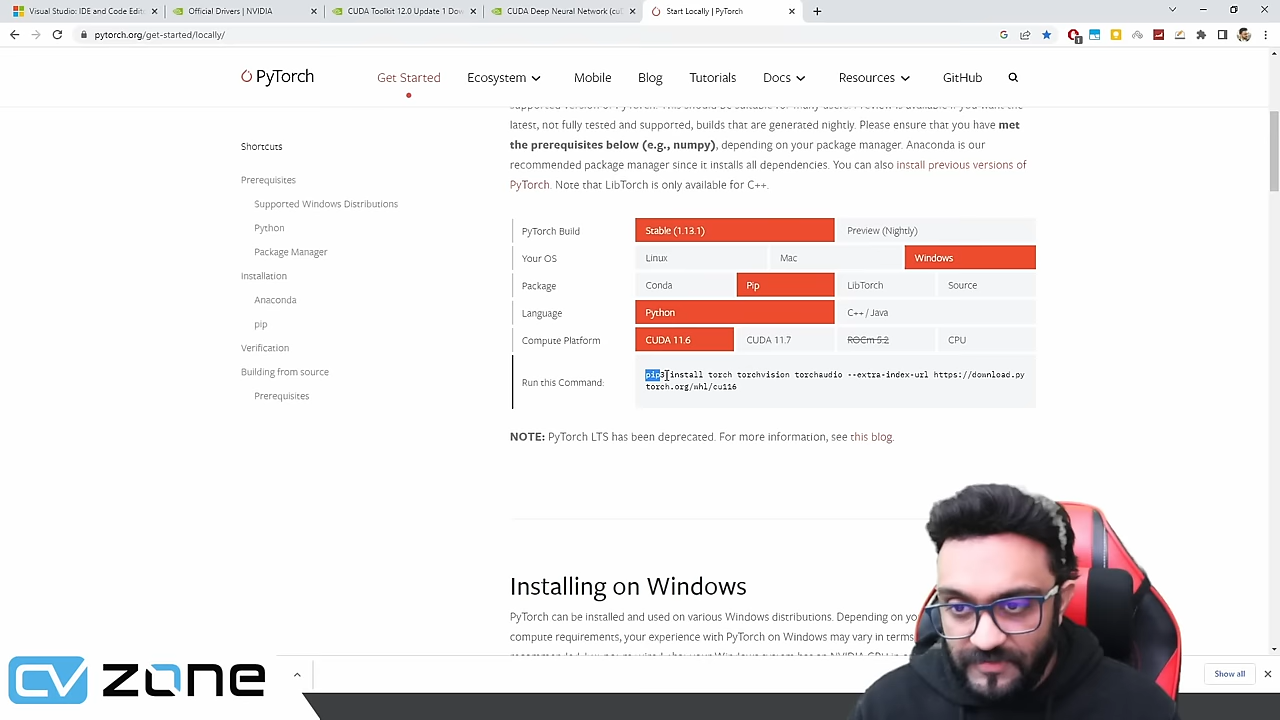 Visual Studio: IDE and Code Edit
Official Drivers | NVIDIA
CUDA Toolkit 12.0 Update 1 Dow
CUDA Deep Neural Network (cu
Start Locally | PyTorch
pytorch.org/get-started/locally/
PyTorch
Get Started
Ecosystem
Mobile
Blog
Tutorials
Docs
Resources
GitHub
latest, not fully tested and supported, builds that are generated nightly. Please ensure that you have met
the prerequisites below (e.g., numpy), depending on your package manager. Anaconda is our
recommended package manager since it installs all dependencies. You can also install previous versions of
PyTorch. Note that LibTorch is only available for C++.
Shortcuts
Prerequisites
Supported Windows Distributions
Python
Package Manager
Installation
Anaconda
pip
Verification
Building from source
Prerequisites
PyTorch Build
Stable (1.13.1)
Preview (Nightly)
Your OS
Linux
Mac
Windows
Package
Conda
Pip
LibTorch
Source
Language
Python
C++ / Java
Compute Platform
CUDA 11.6
CUDA 11.7
ROCm 5.2
CPU
Run this Command:
pip3 install torch torchvision torchaudio --extra-index-url https://download.py
torch.org/whl/cu116
NOTE: PyTorch LTS has been deprecated. For more information, see this blog.
Installing on Windows
PyTorch can be installed and used on various Windows distributions. Depending on yo
compute requirements, your experience with PyTorch on Windows may vary in terms
CV ZONE
Show all